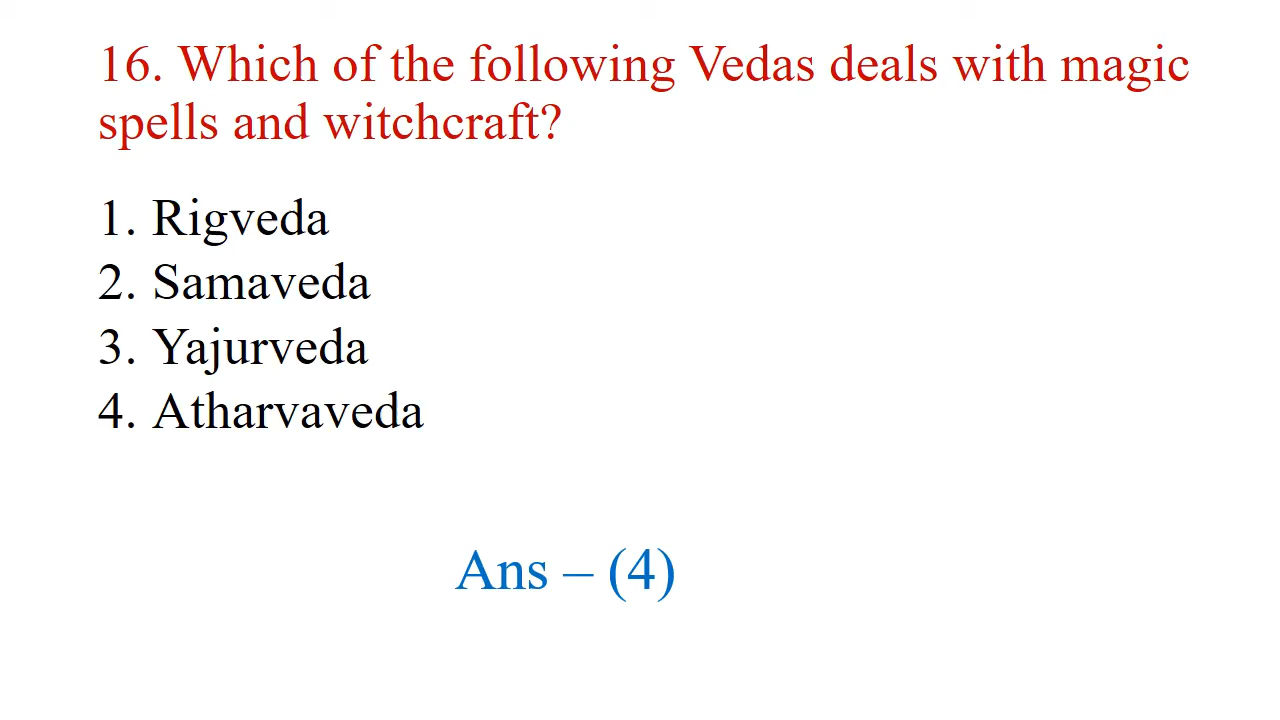 16. Which of the following Vedas deals with magic
spells and witchcraft?
1. Rigveda
2. Samaveda
3. Yajurveda
4. Atharvaveda
Ans – (4)